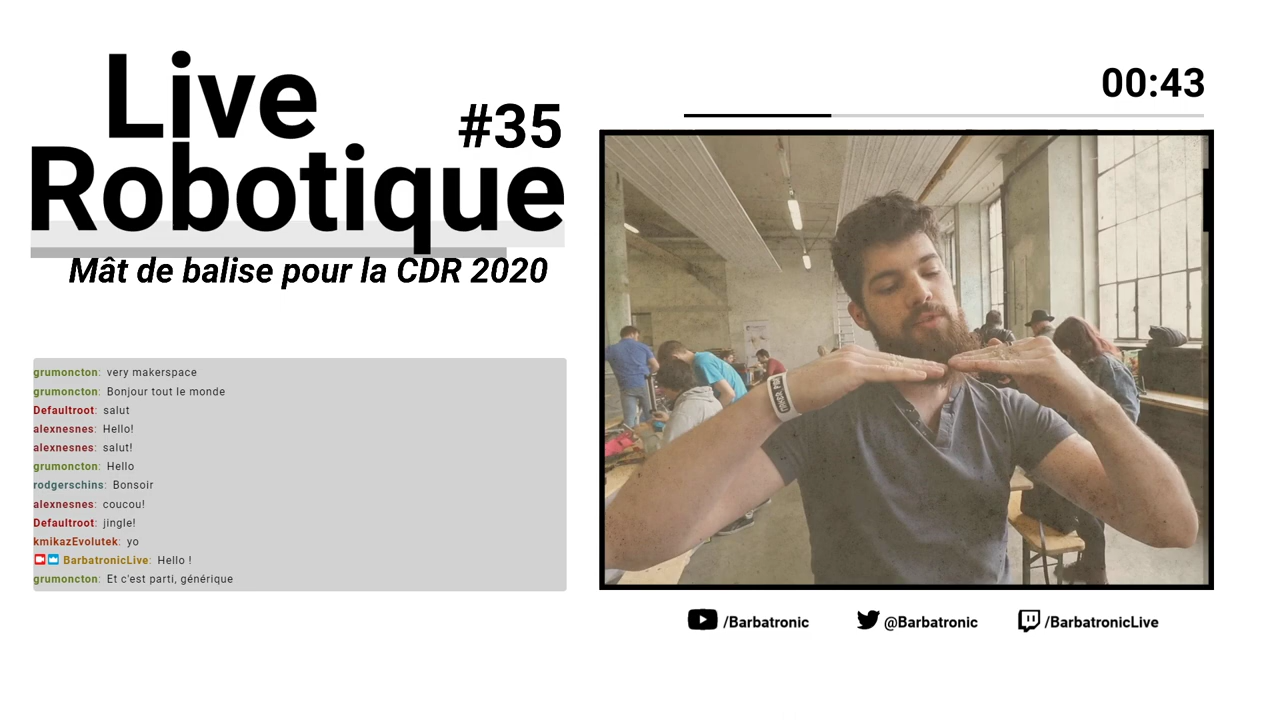 Live
Robotique
#35
Mât de balise pour la CDR 2020
grumoncton: very makerspace
grumoncton: Bonjour tout le monde
Defaultroot: salut
alexnesnes: Hello!
alexnesnes: salut!
grumoncton: Hello
rodgerschins: Bonsoir
alexnesnes: coucou!
Defaultroot: jingle!
kmikazEvolutek: yo
BarbatronicLive: Hello !
grumoncton: Et c'est parti, générique
00:43
/Barbatronic
@Barbatronic
/BarbatronicLive